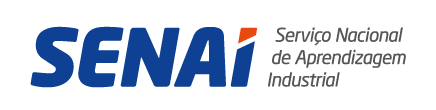 SENAI
Serviço Nacional
de Aprendizagem
Industrial